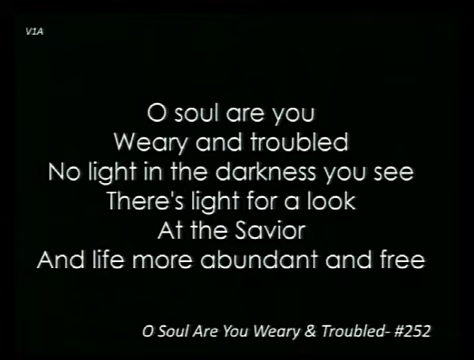 V1A
O soul are you
Weary and troubled
No light in the darkness you see
There's light for a look
At the Savior
And life more abundant and free
O Soul Are You Weary & Troubled- #252